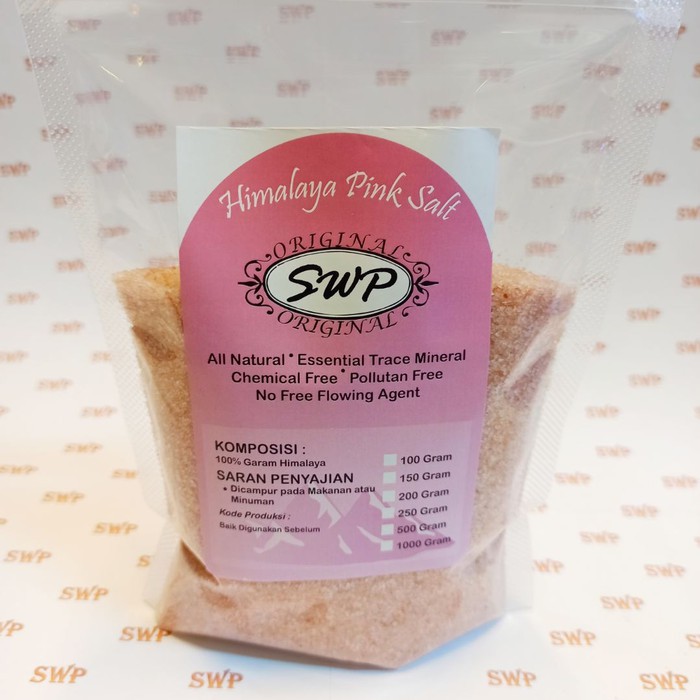 Himalaya Pink Salt
ORIGINAL
SWP
ORIGINAL
All Natural • Essential Trace Mineral
Chemical Free • Pollutan Free
No Free Flowing Agent
KOMPOSISI :
100% Garam Himalaya
SARAN PENYAJIAN
• Dicampur pada Makanan atau
Minuman
Kode Produksi :
Baik Digunakan Sebelum
100 Gram
150 Gram
200 Gram
250 Gram
500 Gram
1000 Gram